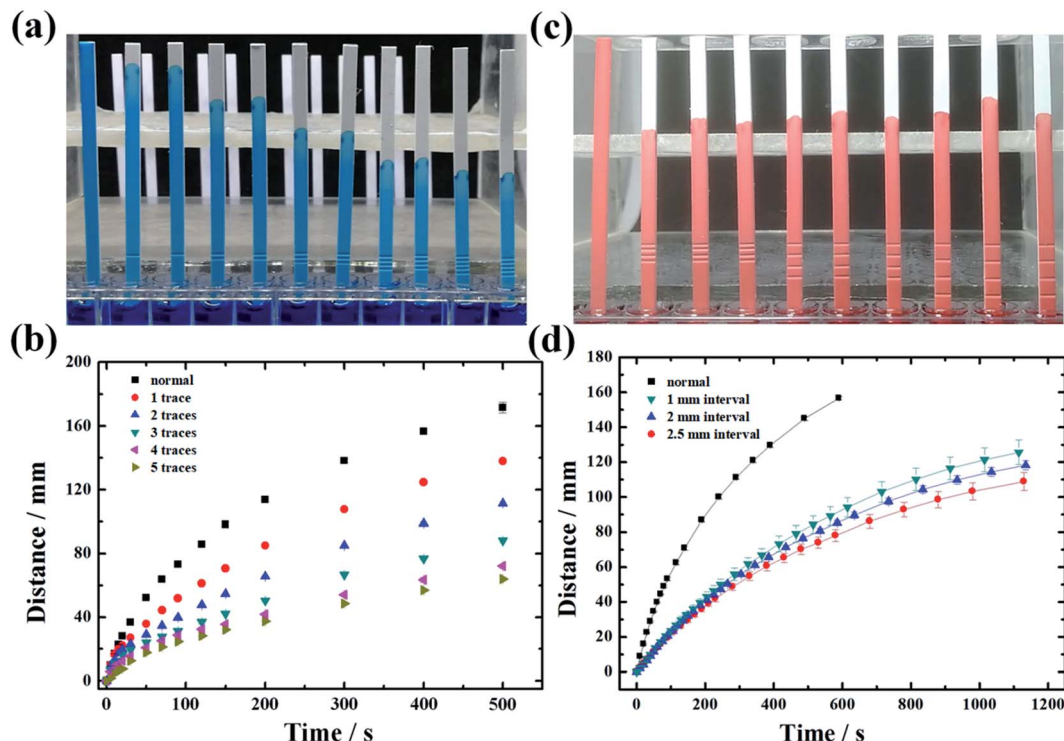 (a)
(c)
(b)
200
160
120
80
40
0
Distance / mm
normal
1 trace
2 traces
3 traces
4 traces
5 traces
0 100 200 300 400 500
Time / s
(d)
180
160
140
120
100
80
60
40
20
0
Distance / mm
normal
1 mm interval
2 mm interval
2.5 mm interval
0 200 400 600 800 1000 1200
Time / s